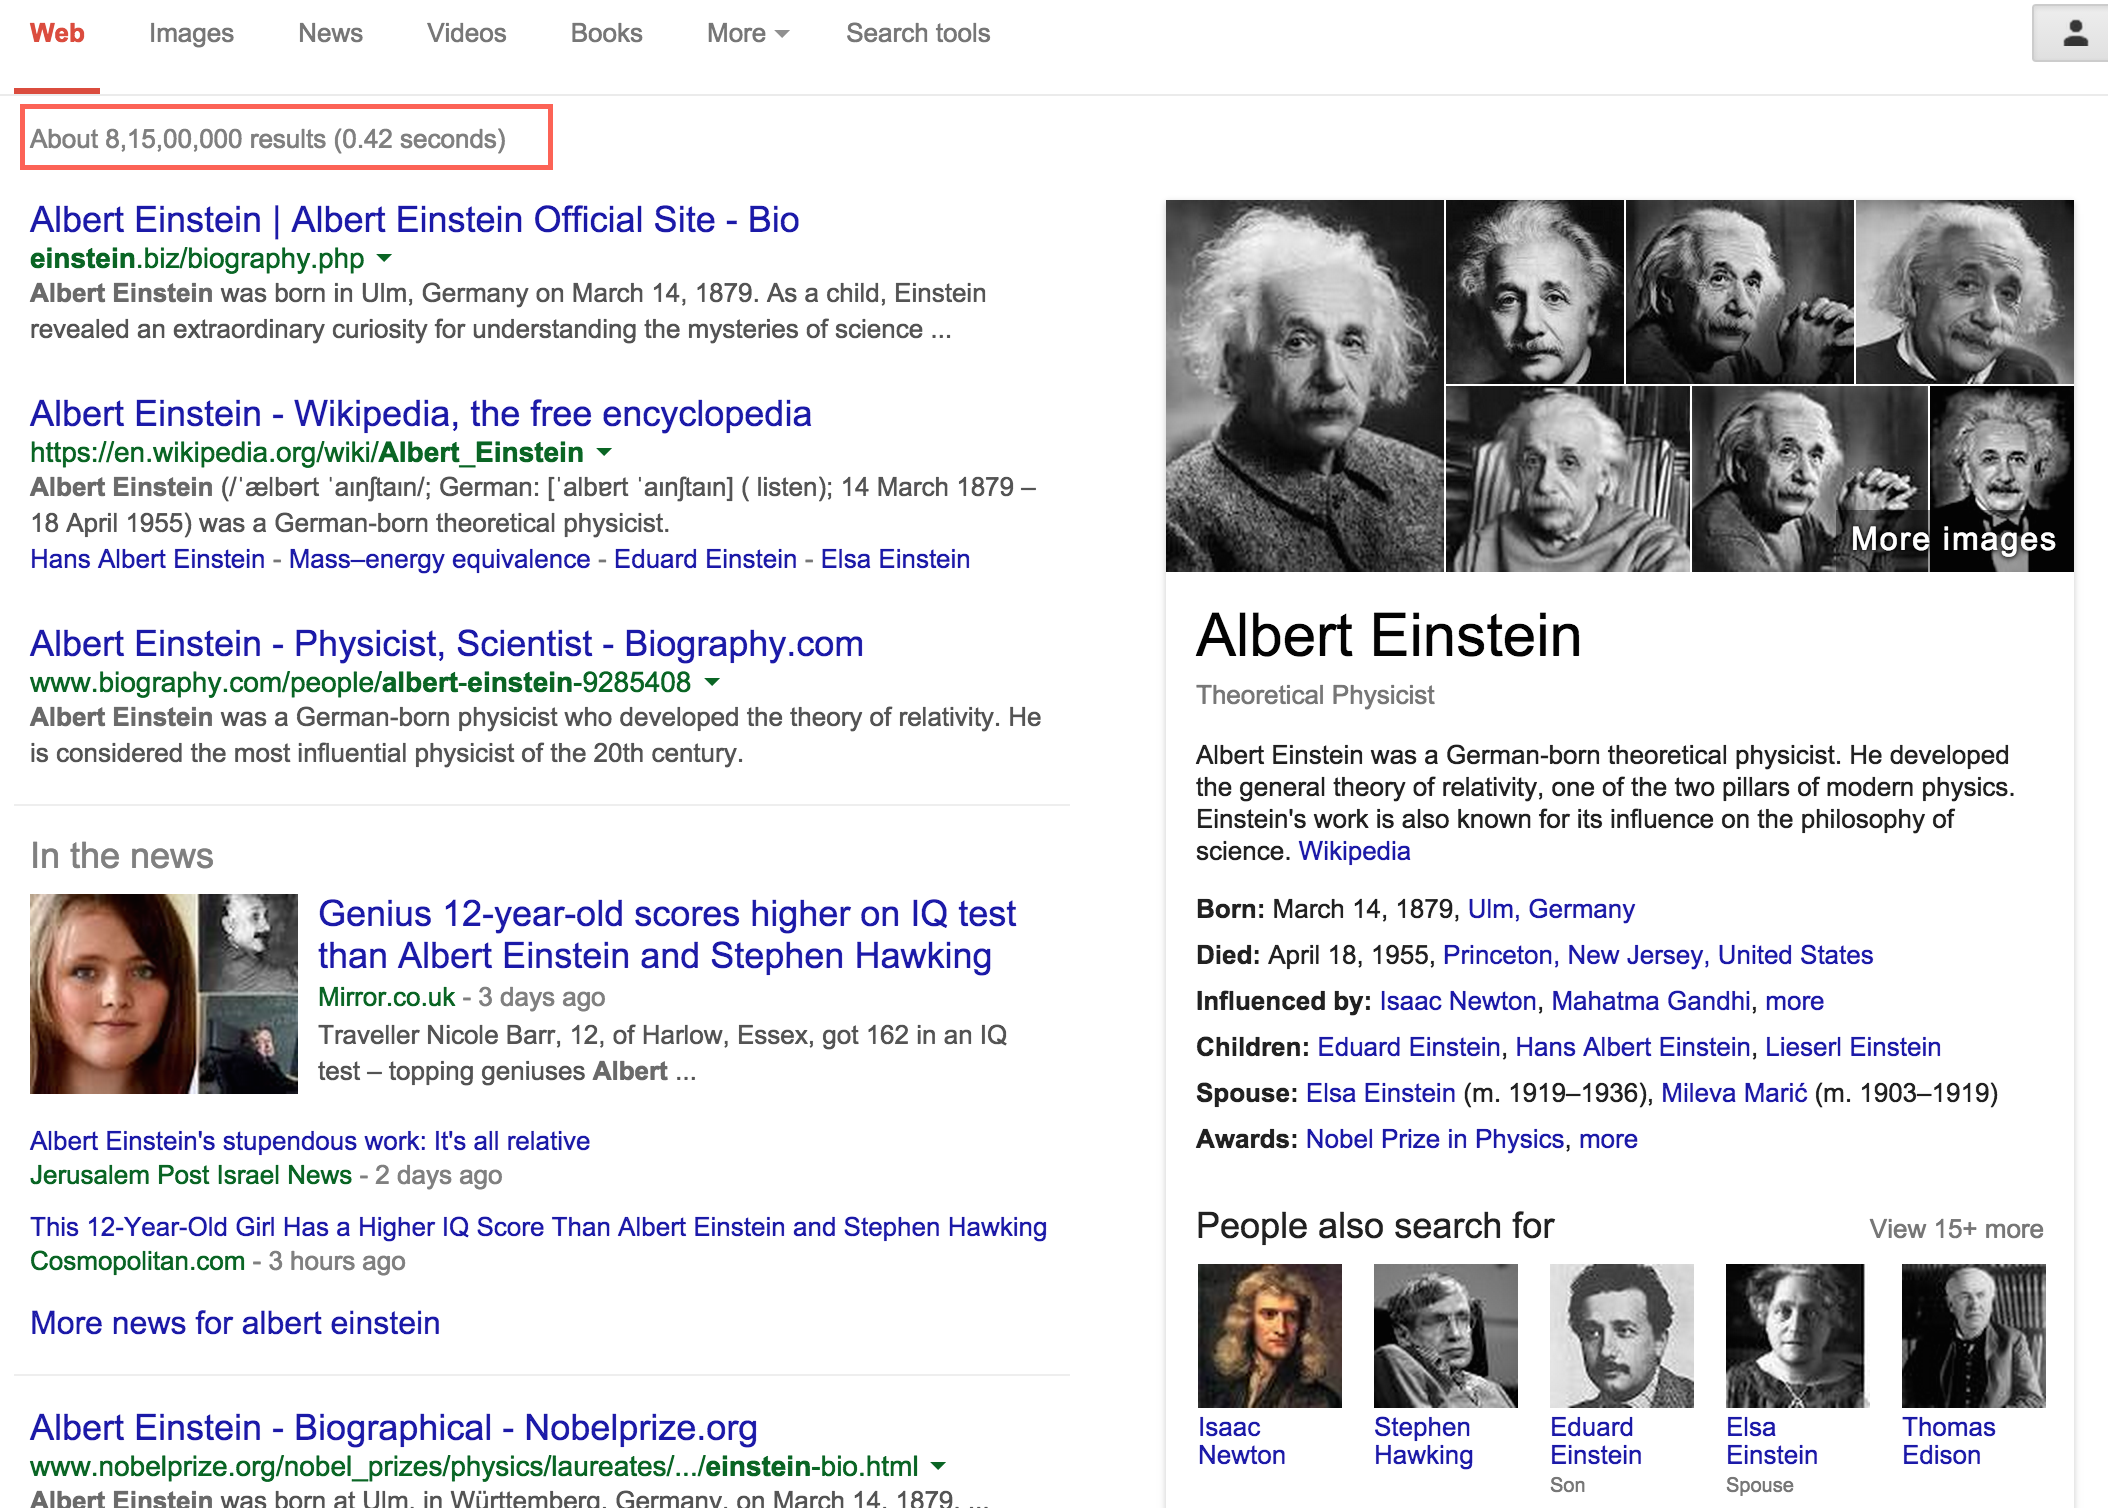 Web Images News Videos Books More Search tools
About 8,15,00,000 results (0.42 seconds)
Albert Einstein | Albert Einstein Official Site - Bio
einstein.biz/biography.php
Albert Einstein was born in Ulm, Germany on March 14, 1879. As a child, Einstein
revealed an extraordinary curiosity for understanding the mysteries of science ...
Albert Einstein - Wikipedia, the free encyclopedia
https://en.wikipedia.org/wiki/Albert_Einstein
Albert Einstein (/ˈælbərt ˈaɪnʃtaɪn/; German: [ˈalbɐrt ˈaɪnʃtaɪn] ( listen); 14 March 1879 –
18 April 1955) was a German-born theoretical physicist.
Hans Albert Einstein - Mass–energy equivalence - Eduard Einstein - Elsa Einstein
Albert Einstein - Physicist, Scientist - Biography.com
www.biography.com/people/albert-einstein-9285408
Albert Einstein was a German-born physicist who developed the theory of relativity. He
is considered the most influential physicist of the 20th century.
In the news
Genius 12-year-old scores higher on IQ test
than Albert Einstein and Stephen Hawking
Mirror.co.uk - 3 days ago
Traveller Nicole Barr, 12, of Harlow, Essex, got 162 in an IQ
test – topping geniuses Albert ...
Albert Einstein's stupendous work: It's all relative
Jerusalem Post Israel News - 2 days ago
This 12-Year-Old Girl Has a Higher IQ Score Than Albert Einstein and Stephen Hawking
Cosmopolitan.com - 3 hours ago
More news for albert einstein
Albert Einstein - Biographical - Nobelprize.org
www.nobelprize.org/nobel_prizes/physics/laureates/.../einstein-bio.html
Albert Einstein was born at Ulm, in Württemberg, Germany, on March 14, 1879. ...
More images
Albert Einstein
Theoretical Physicist
Albert Einstein was a German-born theoretical physicist. He developed
the general theory of relativity, one of the two pillars of modern physics.
Einstein's work is also known for its influence on the philosophy of
science. Wikipedia
Born: March 14, 1879, Ulm, Germany
Died: April 18, 1955, Princeton, New Jersey, United States
Influenced by: Isaac Newton, Mahatma Gandhi, more
Children: Eduard Einstein, Hans Albert Einstein, Lieserl Einstein
Spouse: Elsa Einstein (m. 1919–1936), Mileva Marić (m. 1903–1919)
Awards: Nobel Prize in Physics, more
People also search for View 15+ more
Isaac Newton
Stephen Hawking
Eduard Einstein
Son
Elsa Einstein
Spouse
Thomas Edison